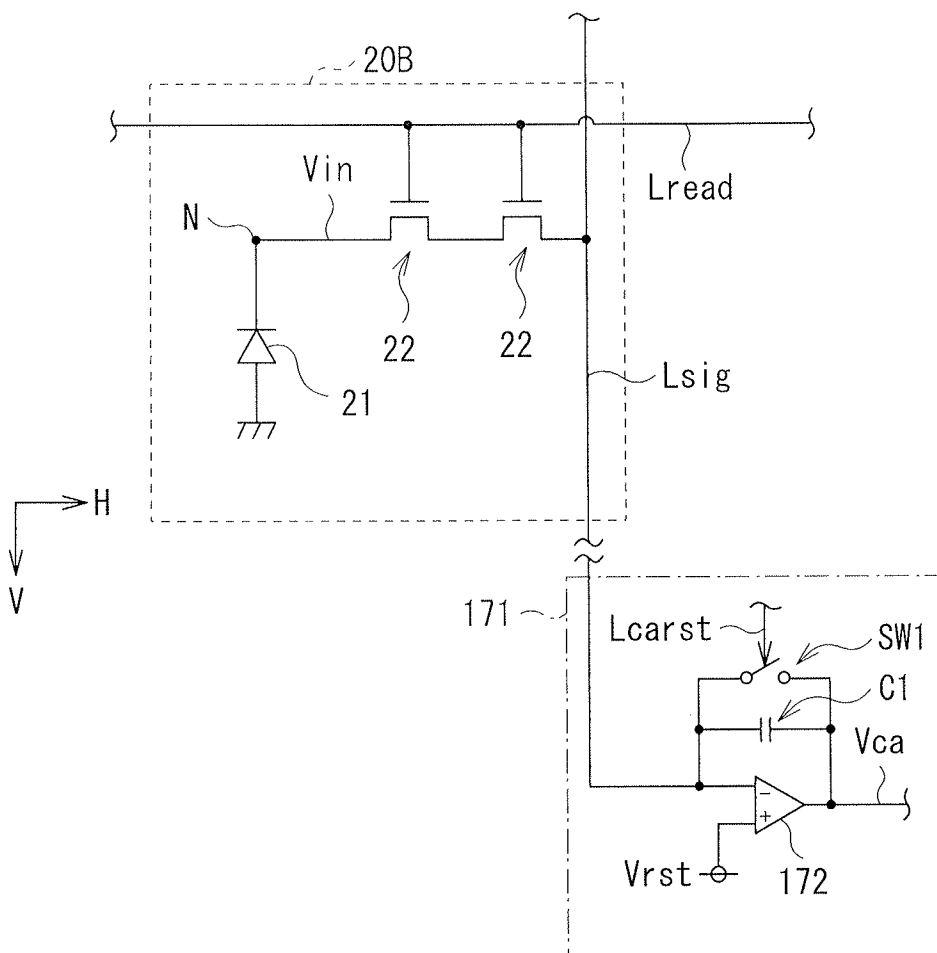 20B
Vin
Lread
N
22
22
21
Lsig
H
V
171
Lcarst
SW1
C1
Vca
−
+
Vrst
172